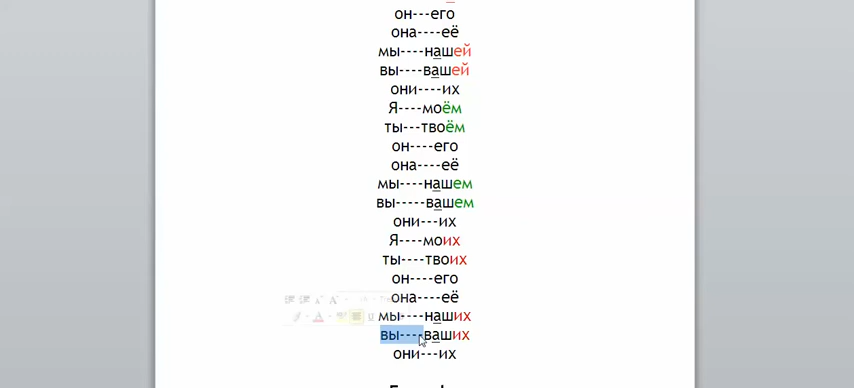 он---его
она----её
мы----нашей
вы----вашей
они----их
Я----моём
ты---твоём
он----его
она----её
мы----нашем
вы-----вашем
они---их
Я----моих
ты----твоих
он----его
она----её
мы----наших
вы----ваших
они---их